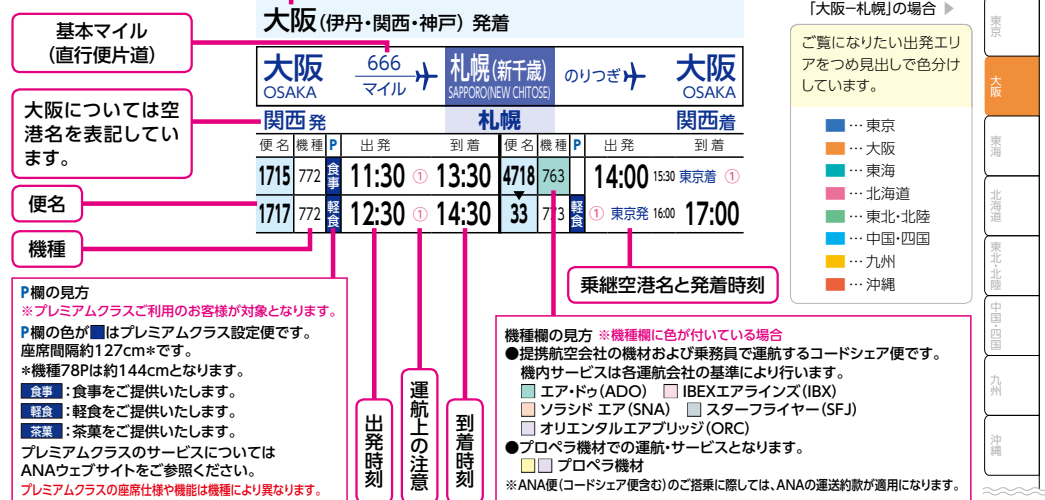 「大阪−札幌」の場合 ▶
大阪(伊丹・関西・神戸) 発着
基本マイル
(直行便片道)
大阪
OSAKA
666
マイル
札幌(新千歳)
SAPPORO(NEW CHITOSE)
のりつぎ
大阪
OSAKA
大阪については空
港名を表記してい
ます。
関西発 札幌 関西着
便名 機種 P 出発 到着 便名 機種 P 出発 到着
1715 772 食事 11:30 ① 13:30 4718 763 14:00 15:30 東京着 ①
1717 772 軽食 12:30 ① 14:30 33 773 軽食 ① 東京発 16:00 17:00
便名
機種
乗継空港名と発着時刻
出発時刻
運航上の注意
到着時刻
P欄の見方
※プレミアムクラスご利用のお客様が対象となります。
P欄の色が■はプレミアムクラス設定便です。
座席間隔約127cm*です。
*機種78Pは約144cmとなります。
食事:食事をご提供いたします。
軽食:軽食をご提供いたします。
茶菓:茶菓をご提供いたします。
プレミアムクラスのサービスについては
ANAウェブサイトをご参照ください。
プレミアムクラスの座席仕様や機能は機種により異なります。
機種欄の見方 ※機種欄に色が付いている場合
●提携航空会社の機材および乗務員で運航するコードシェア便です。
機内サービスは各運航会社の基準により行います。
エア・ドゥ(ADO) IBEXエアラインズ(IBX)
ソラシド エア(SNA) スターフライヤー(SFJ)
オリエンタルエアブリッジ(ORC)
●プロペラ機材での運航・サービスとなります。
プロペラ機材
※ANA便(コードシェア便含む)のご搭乗に際しては、ANAの運送約款が適用になります。
ご覧になりたい出発エリ
アをつめ見出しで色分け
しています。
…東京
…大阪
…東海
…北海道
…東北・北陸
…中国・四国
…九州
…沖縄
東京
大阪
東海
北海道
東北・北陸
中国・四国
九州
沖縄